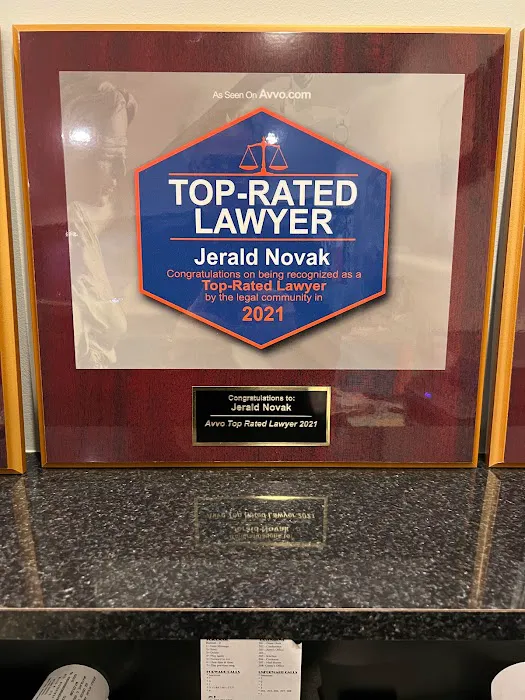 As Seen On Avvo.com
TOP-RATED
LAWYER
Jerald Novak
Congratulations on being recognized as a
Top-Rated Lawyer
by the legal community in
2021
Congratulations to:
Jerald Novak
Avvo Top Rated Lawyer 2021